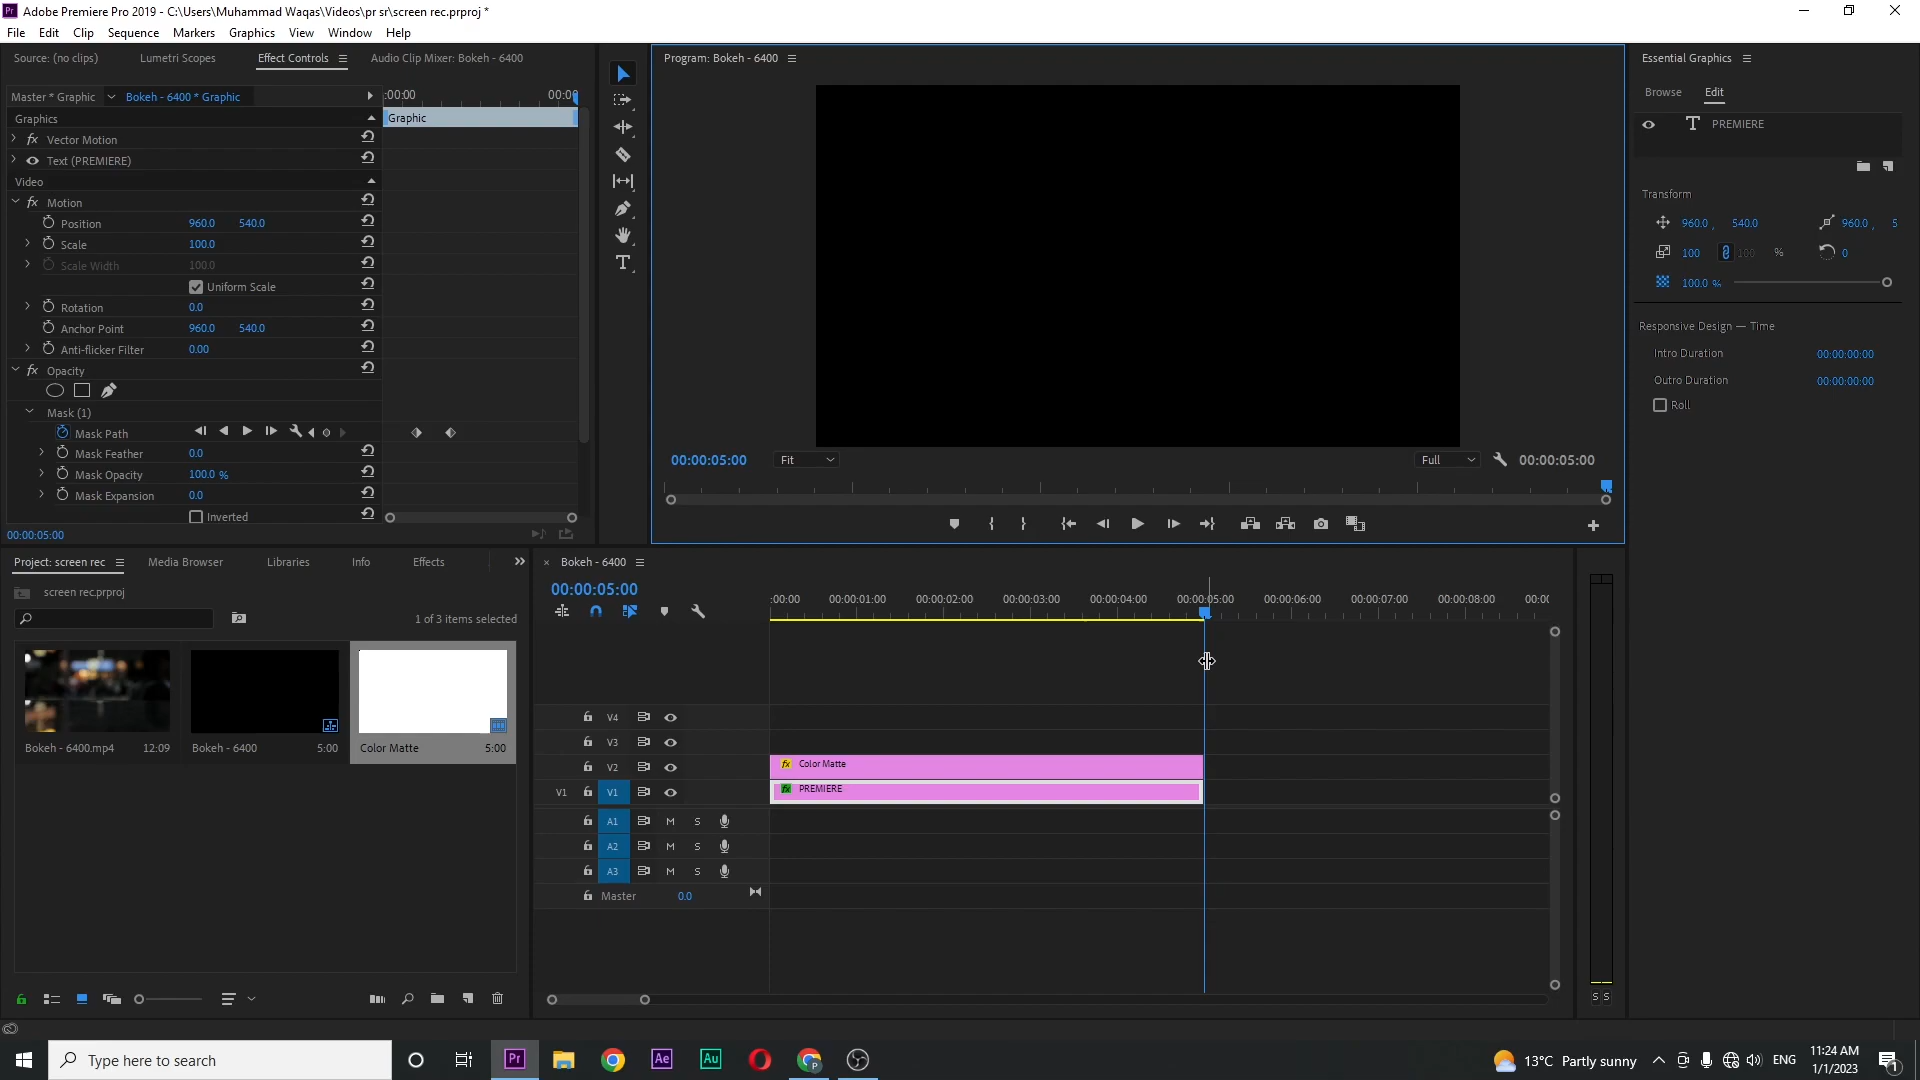 Adobe Premiere Pro 2019 - C:\Users\Muhammad Waqas\Videos\pr sr\screen rec.prproj *
File Edit Clip Sequence Markers Graphics View Window Help
Source: (no clips) Lumetri Scopes Effect Controls Audio Clip Mixer: Bokeh - 6400
Program: Bokeh - 6400
Essential Graphics
Browse Edit
PREMIERE
Master * Graphic Bokeh - 6400 * Graphic :00:00 00:00
Graphics Graphic
Vector Motion
Text (PREMIERE)
Video
Motion
Position 960.0 540.0
Scale 100.0
Scale Width 100.0
Uniform Scale
Rotation 0.0
Anchor Point 960.0 540.0
Anti-flicker Filter 0.00
Opacity
Mask (1)
Mask Path
Mask Feather 0.0
Mask Opacity 100.0 %
Mask Expansion 0.0
Inverted
00:00:05:00
00:00:05:00 Fit Full 00:00:05:00
Transform
960.0 , 540.0 960.0 , 5
100 100 % 0
100.0 %
Responsive Design — Time
Intro Duration 00:00:00:00
Outro Duration 00:00:00:00
Roll
Project: screen rec Media Browser Libraries Info Effects
screen rec.prproj
1 of 3 items selected
Bokeh - 6400.mp4 12:09 Bokeh - 6400 5:00 Color Matte 5:00
× Bokeh - 6400
00:00:05:00
:00:00 00:00:01:00 00:00:02:00 00:00:03:00 00:00:04:00 00:00:05:00 00:00:06:00 00:00:07:00 00:00:08:00 00:0
V4
V3
V2 Color Matte
V1 V1 PREMIERE
A1 M S
A2 M S
A3 M S
Master 0.0
S S
Type here to search
Pr Ae Au P
13°C Partly sunny ENG 11:24 AM
1/1/2023
1